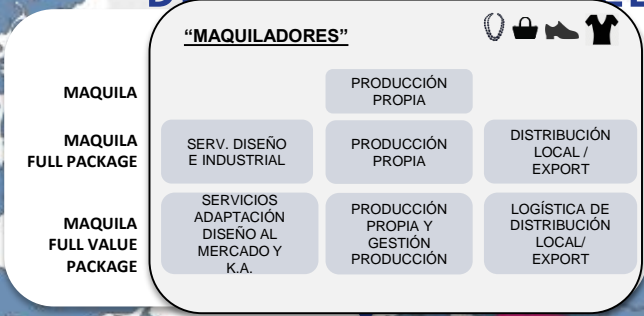 “MAQUILADORES”
MAQUILA
PRODUCCIÓN
PROPIA
MAQUILA
FULL PACKAGE
SERV. DISEÑO
E INDUSTRIAL
PRODUCCIÓN
PROPIA
DISTRIBUCIÓN
LOCAL /
EXPORT
MAQUILA
FULL VALUE
PACKAGE
SERVICIOS
ADAPTACIÓN
DISEÑO AL
MERCADO Y
K.A.
PRODUCCIÓN
PROPIA Y
GESTIÓN
PRODUCCIÓN
LOGÍSTICA DE
DISTRIBUCIÓN
LOCAL/
EXPORT